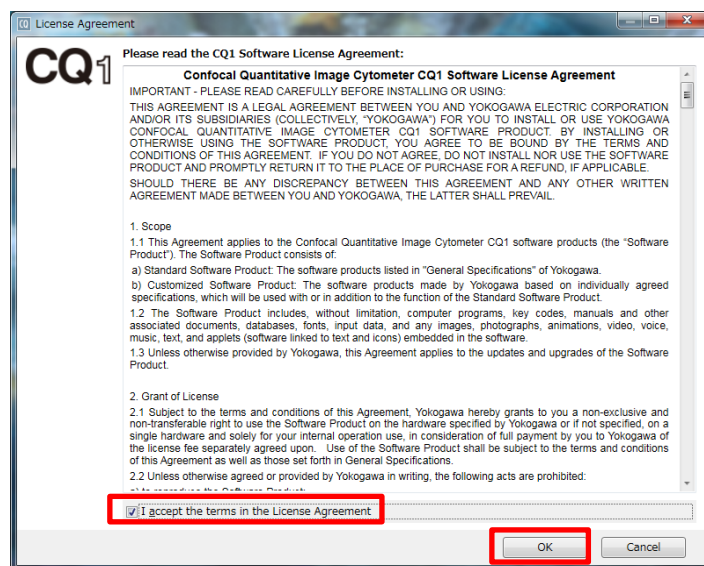 License Agreement
CQ1
Please read the CQ1 Software License Agreement:
Confocal Quantitative Image Cytometer CQ1 Software License Agreement
IMPORTANT - PLEASE READ CAREFULLY BEFORE INSTALLING OR USING:
THIS AGREEMENT IS A LEGAL AGREEMENT BETWEEN YOU AND YOKOGAWA ELECTRIC CORPORATION
AND/OR ITS SUBSIDIARIES (COLLECTIVELY, “YOKOGAWA”) FOR YOU TO INSTALL OR USE YOKOGAWA
CONFOCAL QUANTITATIVE IMAGE CYTOMETER CQ1 SOFTWARE PRODUCT. BY INSTALLING OR
OTHERWISE USING THE SOFTWARE PRODUCT, YOU AGREE TO BE BOUND BY THE TERMS AND
CONDITIONS OF THIS AGREEMENT. IF YOU DO NOT AGREE, DO NOT INSTALL NOR USE THE SOFTWARE
PRODUCT AND PROMPTLY RETURN IT TO THE PLACE OF PURCHASE FOR A REFUND, IF APPLICABLE.
SHOULD THERE BE ANY DISCREPANCY BETWEEN THIS AGREEMENT AND ANY OTHER WRITTEN
AGREEMENT MADE BETWEEN YOU AND YOKOGAWA, THE LATTER SHALL PREVAIL.
1. Scope
1.1 This Agreement applies to the Confocal Quantitative Image Cytometer CQ1 software products (the “Software
Product”). The Software Product consists of:
a) Standard Software Product: The software products listed in "General Specifications" of Yokogawa.
b) Customized Software Product: The software products made by Yokogawa based on individually agreed
specifications, which will be used with or in addition to the function of the Standard Software Product.
1.2 The Software Product includes, without limitation, computer programs, key codes, manuals and other
associated documents, databases, fonts, input data, and any images, photographs, animations, video, voice,
music, text, and applets (software linked to text and icons) embedded in the software.
1.3 Unless otherwise provided by Yokogawa, this Agreement applies to the updates and upgrades of the Software
Product.
2. Grant of License
2.1 Subject to the terms and conditions of this Agreement, Yokogawa hereby grants to you a non-exclusive and
non-transferable right to use the Software Product on the hardware specified by Yokogawa or if not specified, on a
single hardware and solely for your internal operation use, in consideration of full payment by you to Yokogawa of
the license fee separately agreed upon. Use of the Software Product shall be subject to the terms and conditions
of this Agreement as well as those set forth in General Specifications.
2.2 Unless otherwise agreed or provided by Yokogawa in writing, the following acts are prohibited:
a) to reproduce the Software Product;
I accept the terms in the License Agreement
OK
Cancel